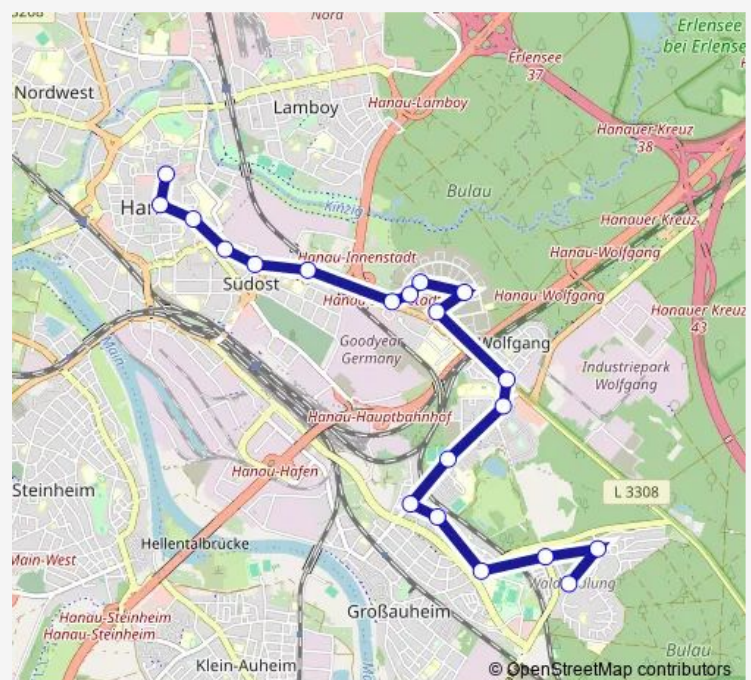 Nord
Erlensee
bei Erlense
Erlensee
37
Nordwest
Lamboy
Hanau-Lamboy
Hanauer-Kreuz
38
Bulau
Kinzig
Hanauer Kreuz
Hanau-Wolfgang
Hanau-Innenstadt
Südost
Hanau Wolfgang
Hanauer Kreuz
43
Goodyear
Germany
Wolfgang
Main
Industriepark
Wolfgang
Hanau-Hauptbahnhof
Hanau-Hafen
Steinheim
L 3308
Hellentalbrücke
Main-West
Großauheim
Hanau-Steinheim
Hanau-Steinheim
Bulau
Klein-Auheim
© OpenStreetMap contributors